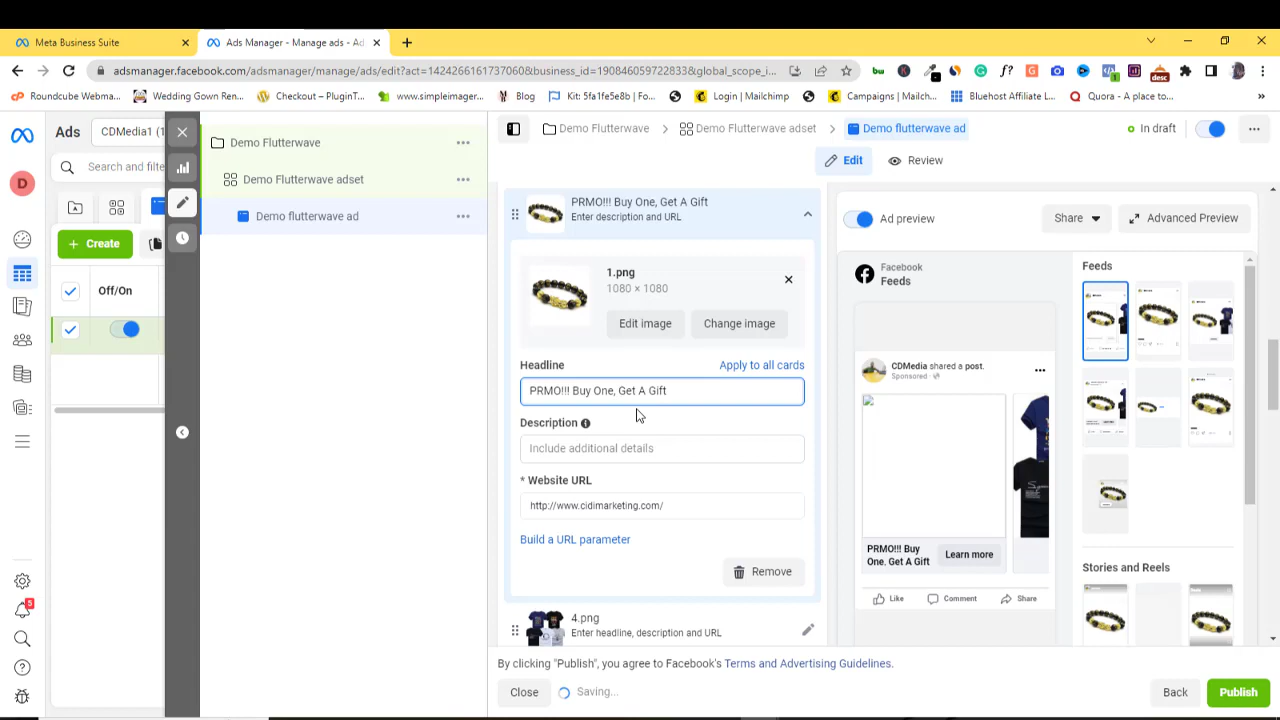 Meta Business Suite
Ads Manager - Manage ads - Ad
adsmanager.facebook.com/adsmanager/manage/ads/edit?act=1424266161737060&business_id=1908460597228338&global_scope_i...
Roundcube Webma...
Wedding Gown Ren...
Checkout – PluginT...
www.simpleimager...
Blog
Kit: 5fa1fe5e8b | Fo...
Login | Mailchimp
Campaigns | Mailch...
Bluehost Affiliate L...
Quora - A place to...
»
Ads
CDMedia1 (1
Search and filte
D
+ Create
Off/On
5
Demo Flutterwave
Demo Flutterwave adset
Demo flutterwave ad
Demo Flutterwave > Demo Flutterwave adset > Demo flutterwave ad
In draft
Edit
Review
PRMO!!! Buy One, Get A Gift
Enter description and URL
1.png
1080 × 1080
Edit image
Change image
Headline
Apply to all cards
PRMO!!! Buy One, Get A Gift
Description
Include additional details
* Website URL
http://www.cidimarketing.com/
Build a URL parameter
Remove
4.png
Enter headline, description and URL
Ad preview
Share
Advanced Preview
Facebook
Feeds
CDMedia shared a post.
Sponsored ·
PRMO!!! Buy
One. Get A Gift
Learn more
Like
Comment
Share
Feeds
Stories and Reels
By clicking "Publish", you agree to Facebook's Terms and Advertising Guidelines.
Close
Saving...
Back
Publish